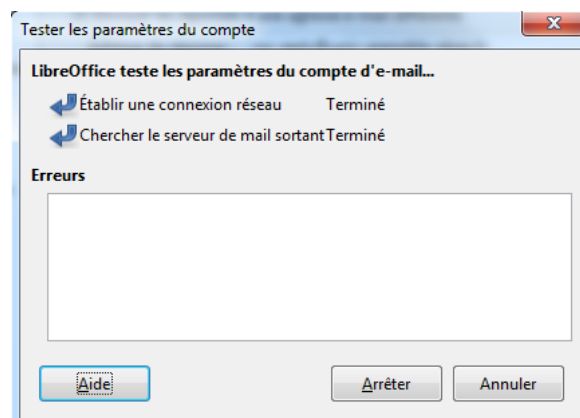 Tester les paramètres du compte
LibreOffice teste les paramètres du compte d'e-mail...
Établir une connexion réseau Terminé
Chercher le serveur de mail sortant Terminé
Erreurs
Aide Arrêter Annuler